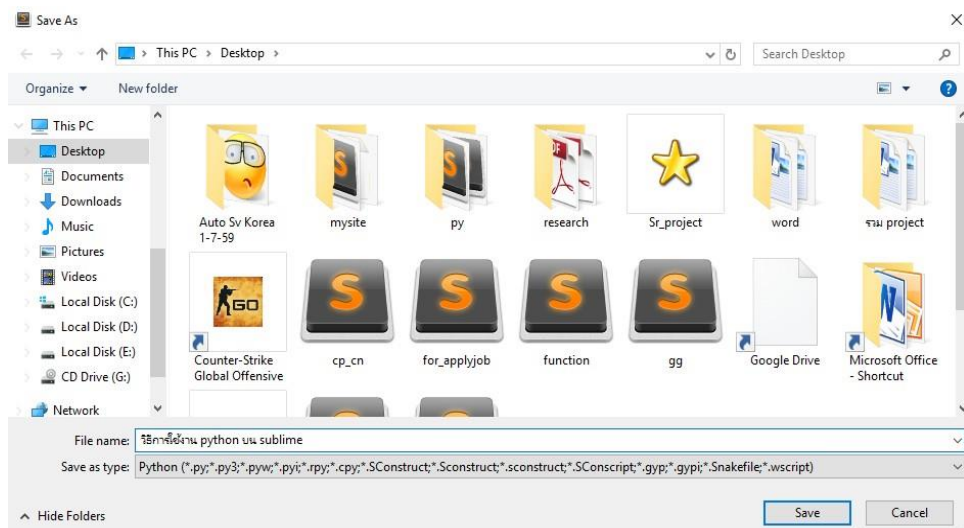 Save As
This PC > Desktop >
Search Desktop
Organize
New folder
This PC
Desktop
Documents
Downloads
Music
Pictures
Videos
Local Disk (C:)
Local Disk (D:)
Local Disk (E:)
CD Drive (G:)
Network
Auto Sv Korea
1-7-59
mysite
py
research
Sr_project
word
รวม project
GO
Counter-Strike
Global Offensive
cp_cn
for_applyjob
function
gg
Google Drive
Microsoft Office
- Shortcut
File name: วิธีการใช้งาน python บน sublime
Save as type: Python (*.py;*.py3;*.pyw;*.pyi;*.rpy;*.cpy;*.SConstruct;*.Sconstruct;*.sconstruct;*.SConscript;*.gyp;*.gypi;*.Snakefile;*.wscript)
Hide Folders
Save
Cancel